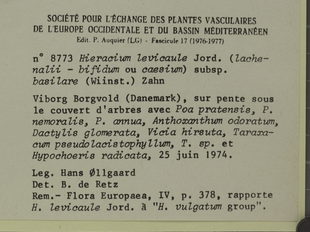 SOCIÉTÉ POUR L'ÉCHANGE DES PLANTES VASCULAIRES
DE L'EUROPE OCCIDENTALE ET DU BASSIN MÉDITERRANÉEN
Edit. P. Auquier (LG) - Fascicule 17 (1976-1977)
n° 8773 Hieracium levicaule Jord. (lache-
nalii - bifidum ou caesium) subsp.
basilare (Wiinst.) Zahn
Viborg Borgvold (Danemark), sur pente sous
le couvert d'arbres avec Poa pratensis, P.
nemoralis, P. annua, Anthoxanthum odoratum,
Dactylis glomerata, Vicia hirsuta, Taraxa-
cum pseudolacistophyllum, T. sp. et
Hypochoeris radicata, 25 juin 1974.
Leg. Hans Øllgaard
Det. B. de Retz
Rem.- Flora Europaea, IV, p. 378, rapporte
H. levicaule Jord. à "H. vulgatum group".